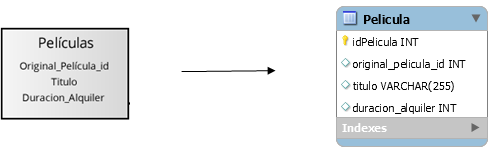 Películas
Original_Película_id
Titulo
Duracion_Alquiler
Pelicula
idPelicula INT
original_pelicula_id INT
titulo VARCHAR(255)
duracion_alquiler INT
Indexes